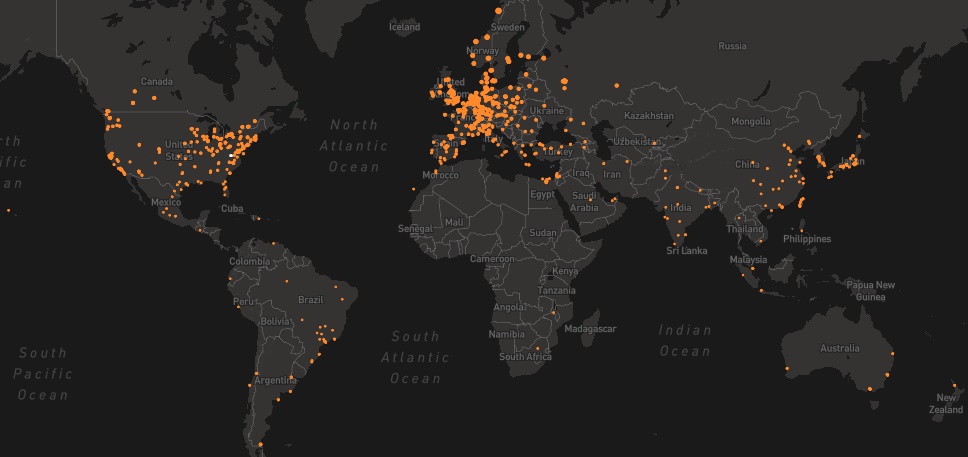 Iceland
Sweden
Norway
Russia
Canada
United
Ukraine
Kazakhstan
Mongolia
North
Atlantic
Ocean
United
States
Italy
Spain
Turkey
Uzbekistan
China
Japan
Morocco
Iraq
Iran
Mexico
Cuba
Egypt
Saudi
Arabia
India
Mali
Senegal
Sudan
Thailand
Philippines
Sri Lanka
Colombia
Cameroon
Malaysia
Kenya
Peru
Brazil
Tanzania
Papua New
Guinea
Angola
Bolivia
Namibia
Madagascar
South
Atlantic
Ocean
Indian
Ocean
South Africa
Australia
South
Pacific
Ocean
Argentina
New
Zealand